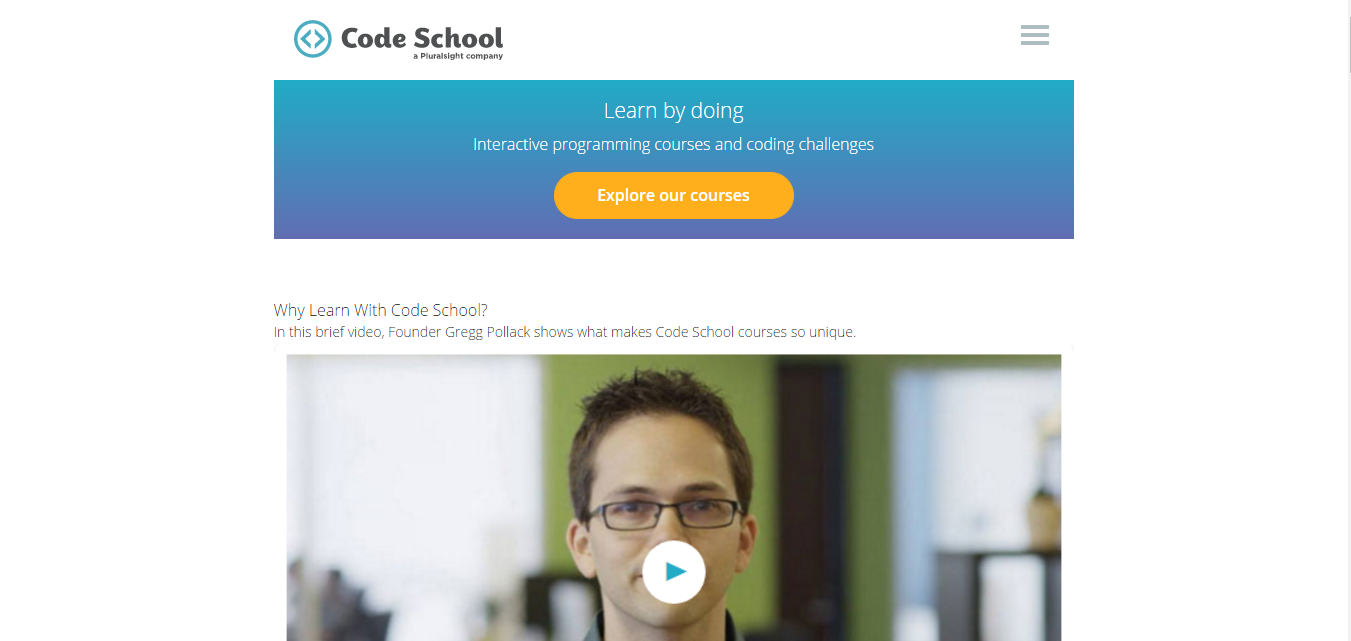 Code School
a Pluralsight company
Learn by doing
Interactive programming courses and coding challenges
Explore our courses
Why Learn With Code School?
In this brief video, Founder Gregg Pollack shows what makes Code School courses so unique.